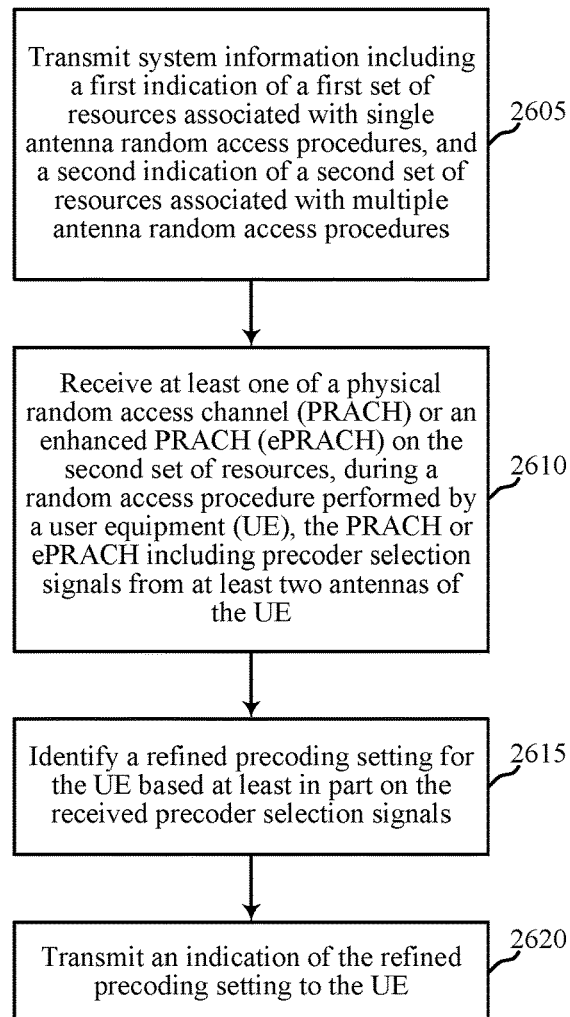 Transmit system information including
a first indication of a first set of
resources associated with single
antenna random access procedures, and
a second indication of a second set of
resources associated with multiple
antenna random access procedures
2605
Receive at least one of a physical
random access channel (PRACH) or an
enhanced PRACH (ePRACH) on the
second set of resources, during a
random access procedure performed by
a user equipment (UE), the PRACH or
ePRACH including precoder selection
signals from at least two antennas of
the UE
2610
Identify a refined precoding setting for
the UE based at least in part on the
received precoder selection signals
2615
Transmit an indication of the refined
precoding setting to the UE
2620